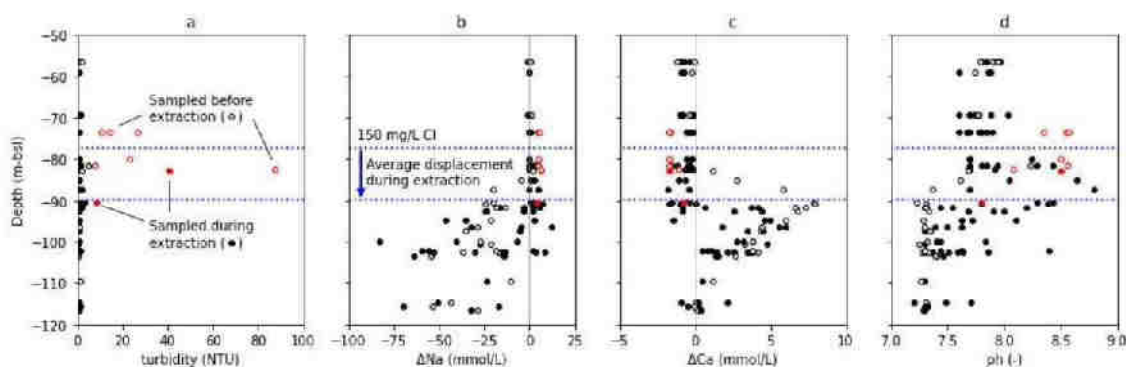 a b c d
Depth (m-bsl)
−50
−60
−70
−80
−90
−100
−110
−120
Sampled before
extraction (o)
Sampled during
extraction (•)
0 20 40 60 80 100
turbidity (NTU)
150 mg/L Cl
Average displacement
during extraction
−100 −75 −50 −25 0 25
ΔNa (mmol/L)
−5 0 5 10
ΔCa (mmol/L)
7.0 7.5 8.0 8.5 9.0
ph (-)